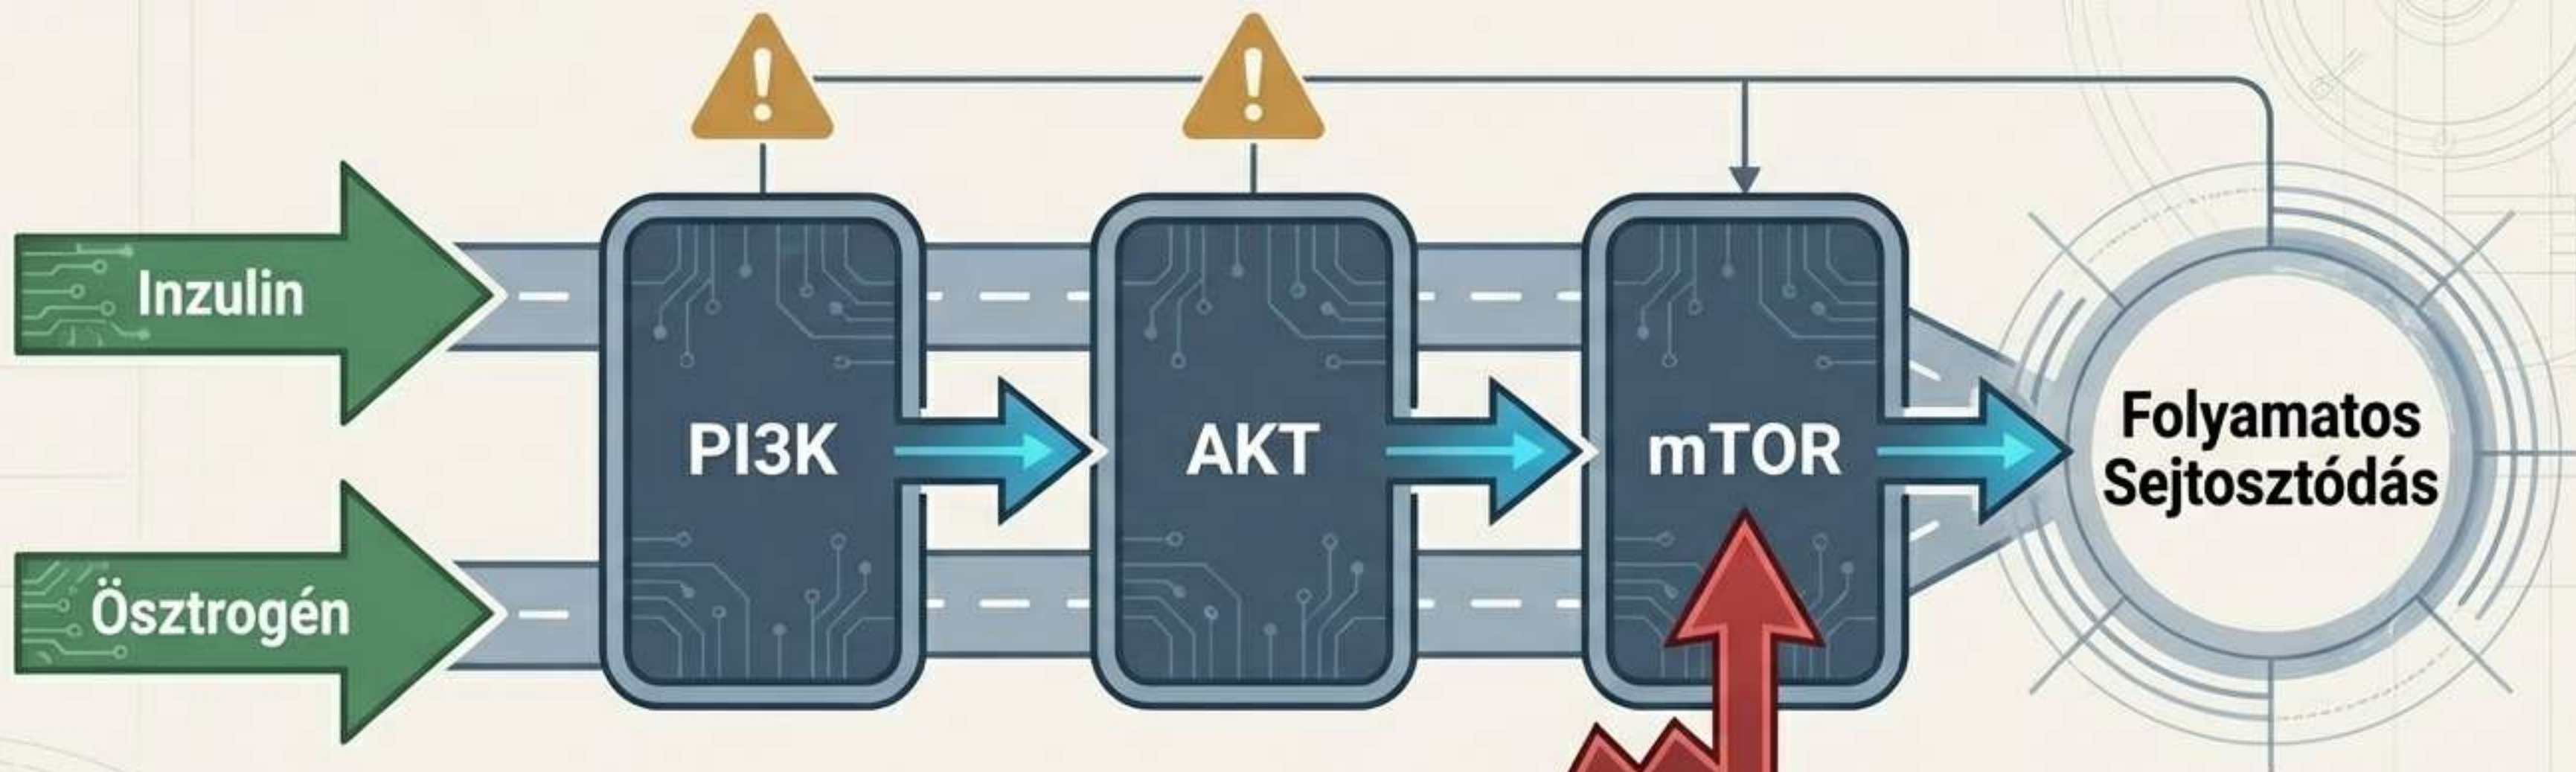 Inzulin
Ösztrogén
PI3K
AKT
mTOR
Folyamatos
Sejtosztódás